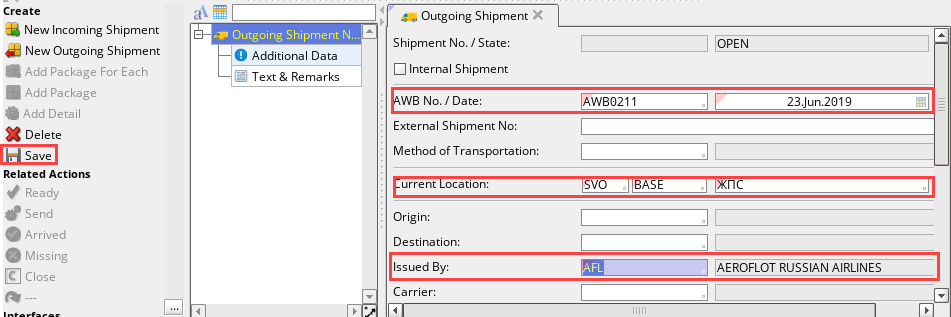 Create
New Incoming Shipment
New Outgoing Shipment
Add Package For Each
Add Package
Add Detail
Delete
Save
Related Actions
Ready
Send
Arrived
Missing
Close
---
Interfaces
...
Outgoing Shipment N...
Additional Data
Text & Remarks
Outgoing Shipment
Shipment No. / State: OPEN
Internal Shipment
AWB No. / Date: AWB0211 23.Jun.2019
External Shipment No:
Method of Transportation:
Current Location: SVO BASE ЖПС
Origin:
Destination:
Issued By: AFL AEROFLOT RUSSIAN AIRLINES
Carrier: